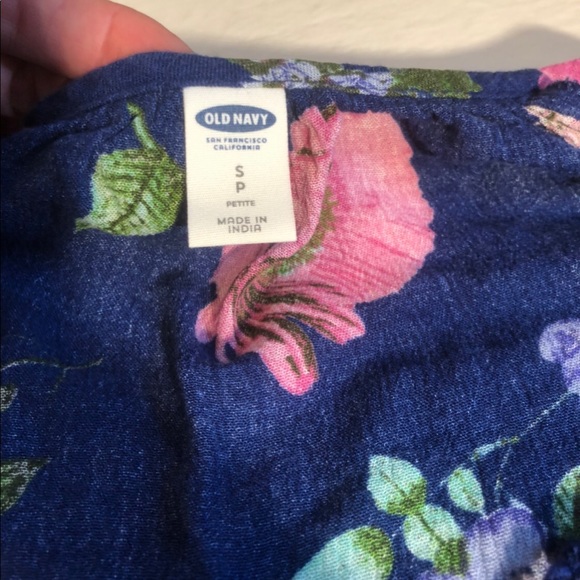 OLD NAVY
SAN FRANCISCO
CALIFORNIA
S
P
PETITE
MADE IN
INDIA